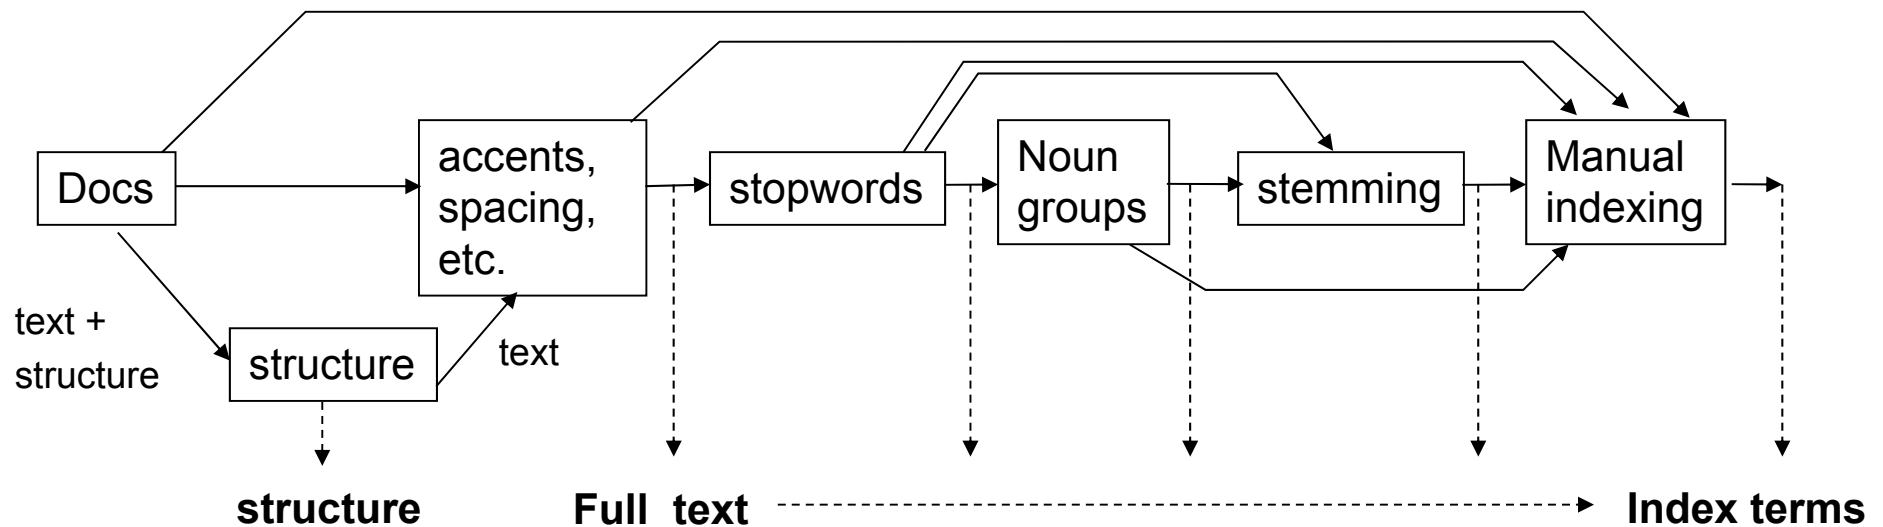 Docs
accents,
spacing,
etc.
stopwords
Noun
groups
stemming
Manual
indexing
text +
structure
structure
text
structure
Full text
Index terms